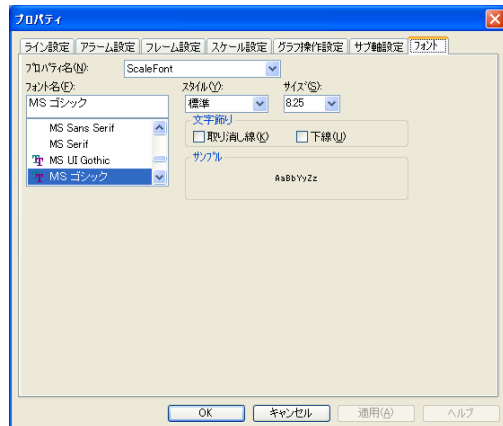 プロパティ
ライン設定 アラーム設定 フレーム設定 スケール設定 グラフ操作設定 サブ軸設定 フォント
プロパティ名(N): ScaleFont
フォント名(F): スタイル(Y): サイズ(S):
MS ゴシック 標準 8.25
MS Sans Serif
MS Serif
MS UI Gothic
MS ゴシック
文字飾り
取り消し線(K) 下線(U)
サンプル
AaBbYyZz
OK キャンセル 適用(A) ヘルプ